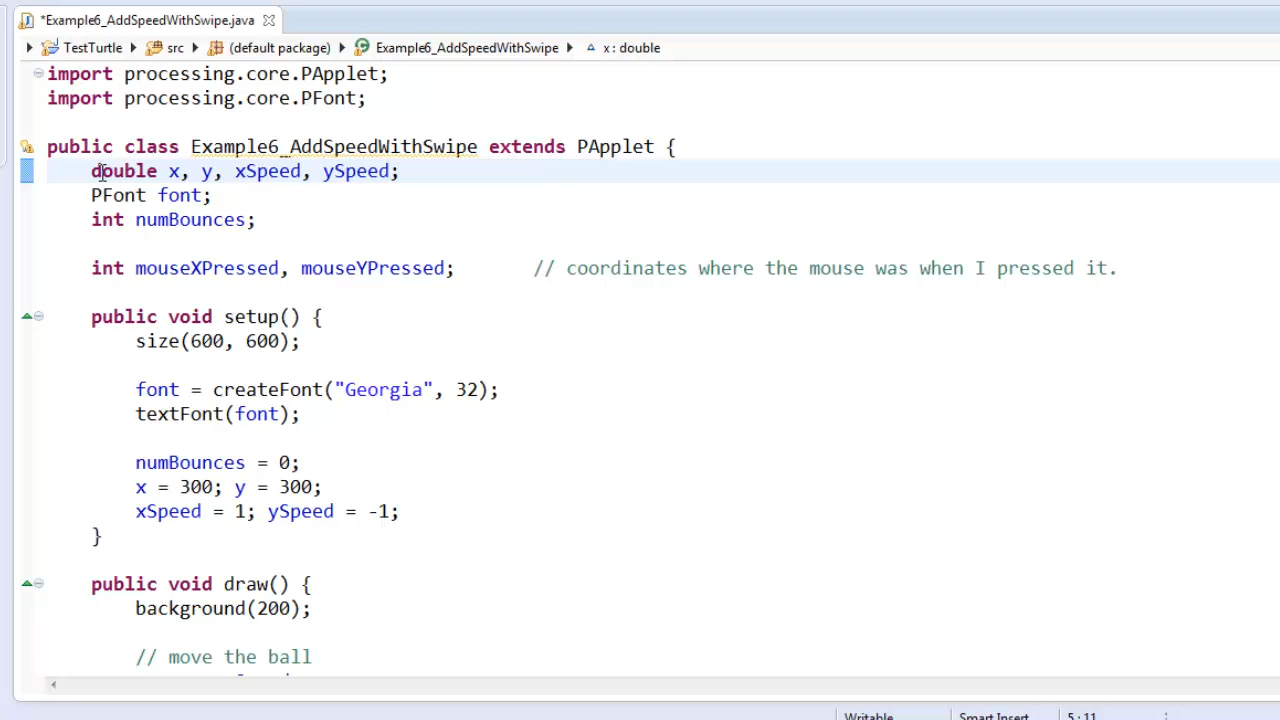 *Example6_AddSpeedWithSwipe.java
TestTurtle src (default package) Example6_AddSpeedWithSwipe x : double
import processing.core.PApplet;
import processing.core.PFont;
public class Example6_AddSpeedWithSwipe extends PApplet {
double x, y, xSpeed, ySpeed;
PFont font;
int numBounces;
int mouseXPressed, mouseYPressed; // coordinates where the mouse was when I pressed it.
public void setup() {
size(600, 600);
font = createFont("Georgia", 32);
textFont(font);
numBounces = 0;
x = 300; y = 300;
xSpeed = 1; ySpeed = -1;
}
public void draw() {
background(200);
// move the ball
Writable Smart Insert 5 : 11